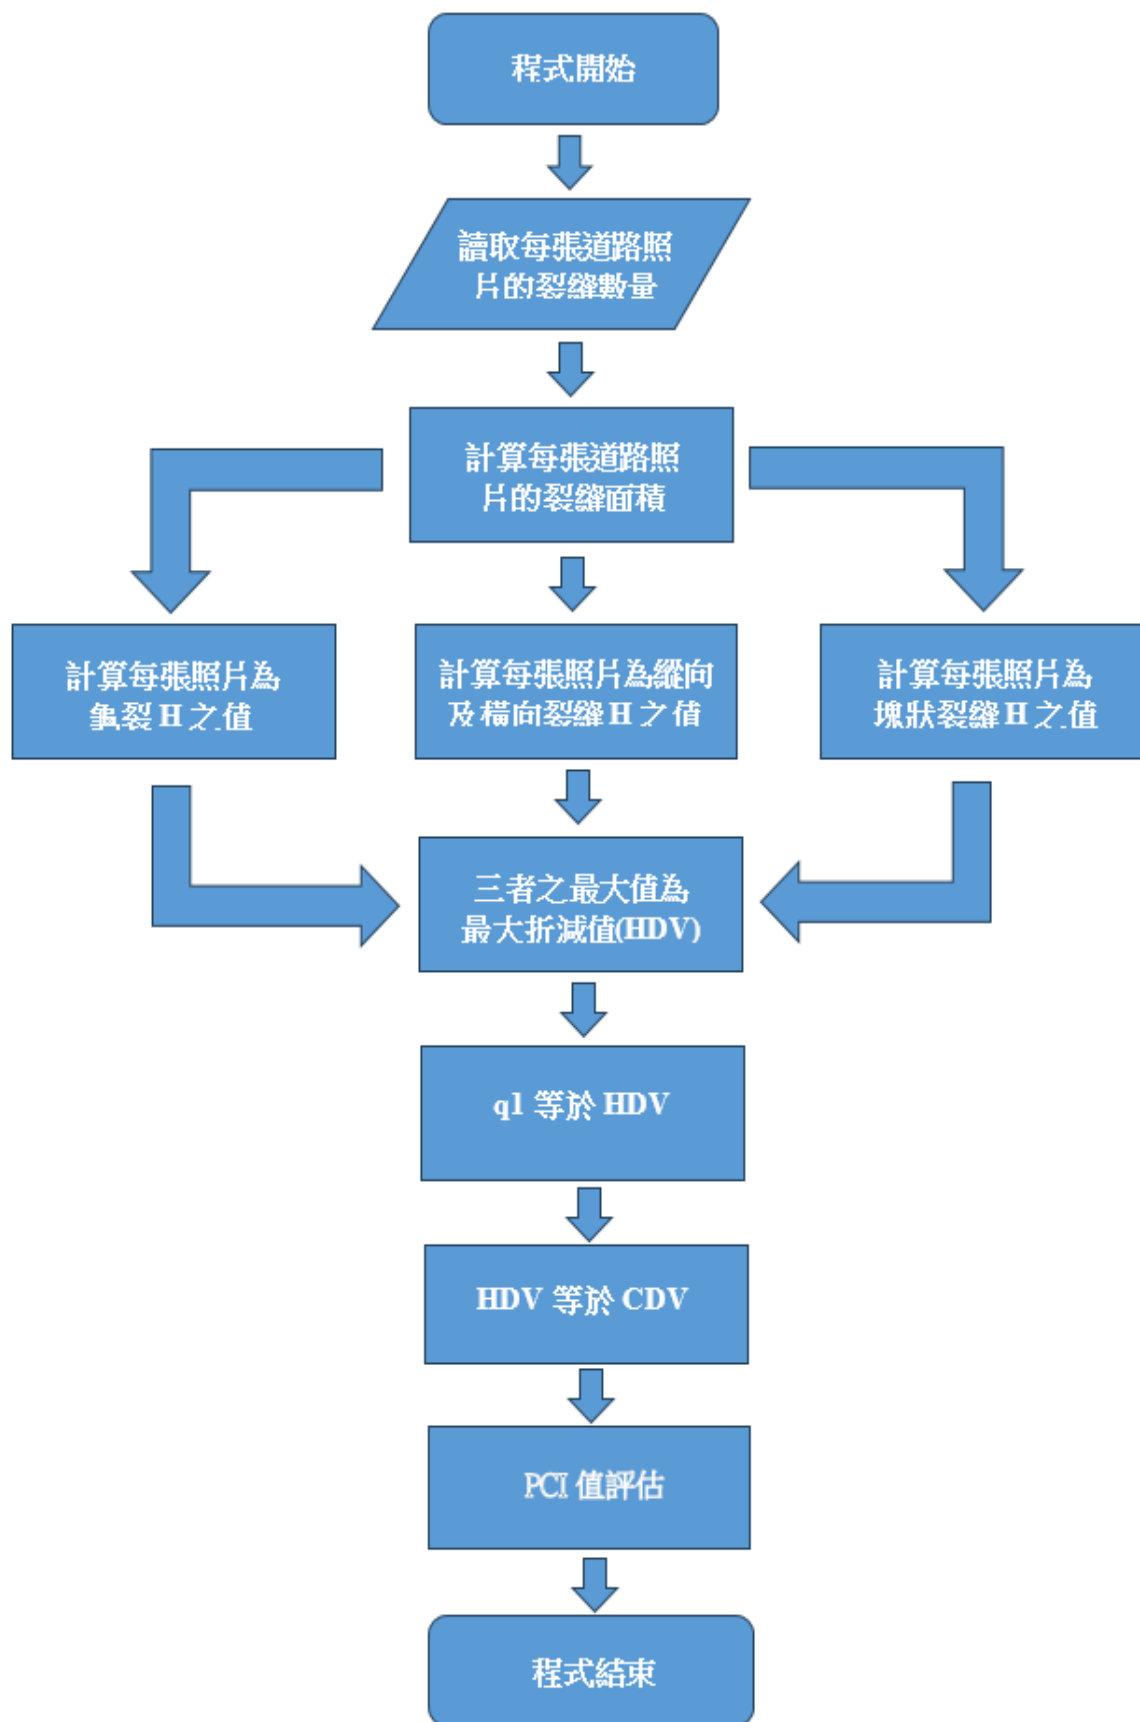 程式開始
讀取每張道路照
片的裂縫數量
計算每張道路照
片的裂縫面積
計算每張照片為
龜裂 H 之值
計算每張照片為縱向
及橫向裂縫 H 之值
計算每張照片為
塊狀裂縫 H 之值
三者之最大值為
最大折減值(HDV)
q1 等於 HDV
HDV 等於 CDV
PCI 值評估
程式結束